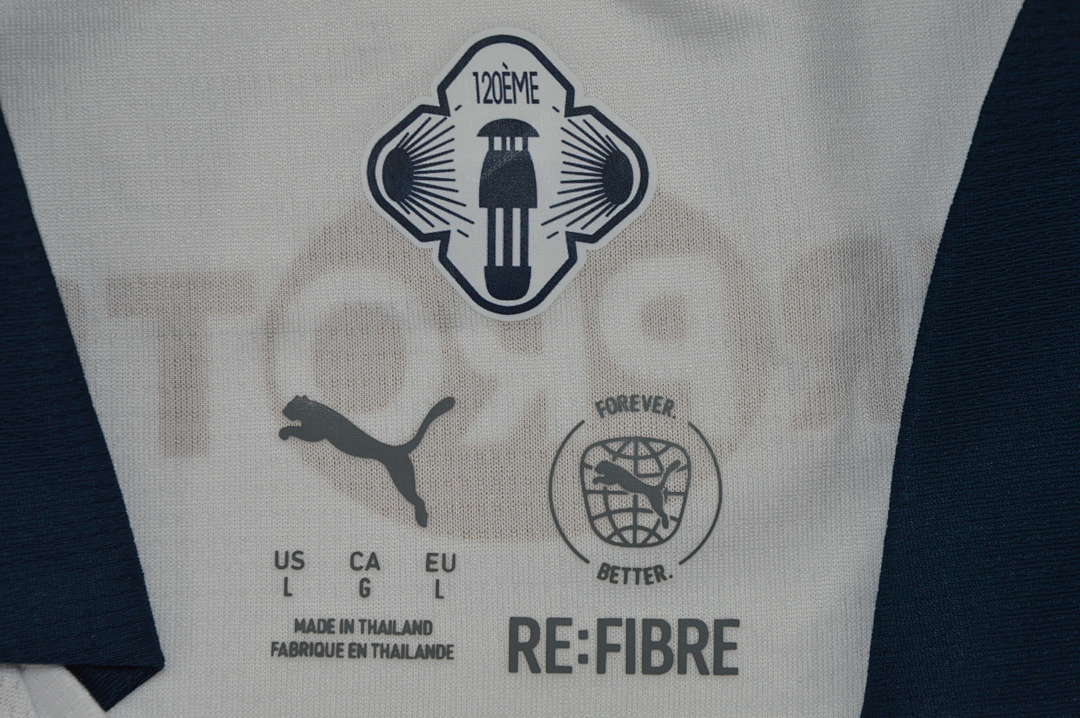 120ÈME
FOREVER.
BETTER.
US CA EU
L G L
MADE IN THAILAND
FABRIQUE EN THAILANDE
RE:FIBRE